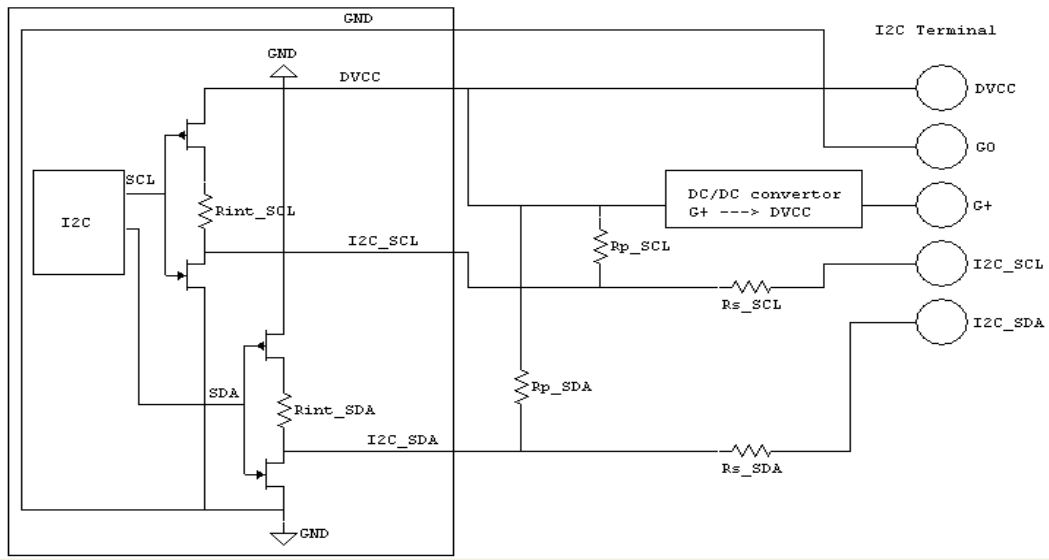 GND
I2C Terminal
GND
DVCC
DVCC
G0
SCL
DC/DC convertor
G+ ---> DVCC
G+
I2C
Rint_SCL
I2C_SCL
Rp_SCL
I2C_SCL
Rs_SCL
I2C_SDA
SDA
Rp_SDA
Rint_SDA
I2C_SDA
Rs_SDA
GND